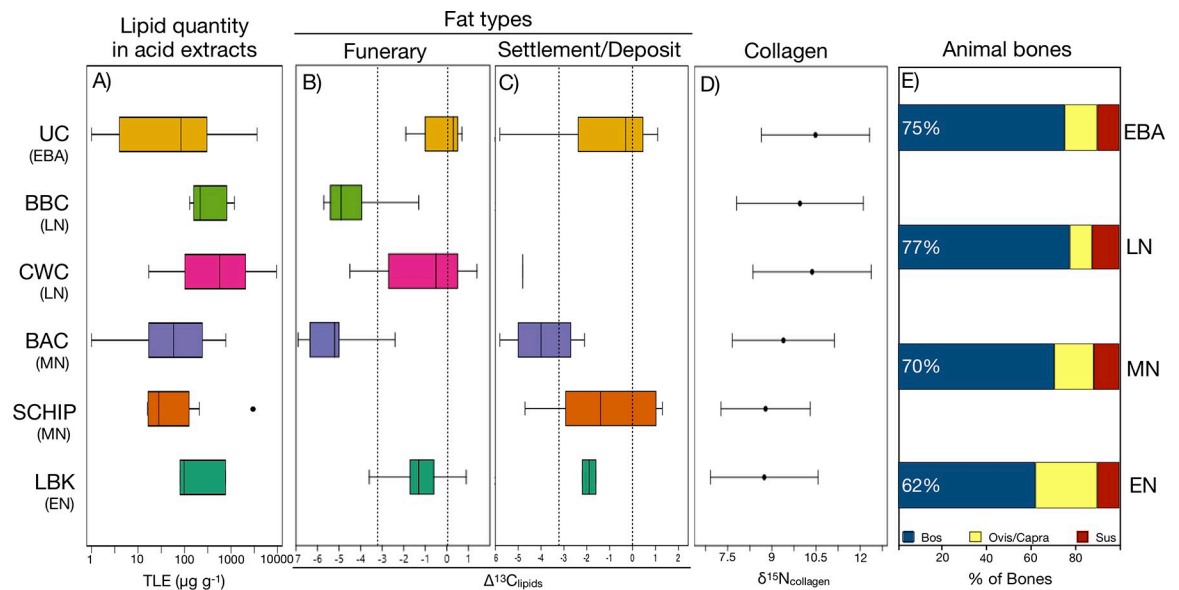 Lipid quantity
in acid extracts
Fat types
Funerary
Settlement/Deposit
Collagen
Animal bones
A)
B)
C)
D)
E)
UC
(EBA)
BBC
(LN)
CWC
(LN)
BAC
(MN)
SCHIP
(MN)
LBK
(EN)
75%
EBA
77%
LN
70%
MN
62%
EN
Bos
Ovis/Capra
Sus
1 10 100 1000 10000
-7 -6 -5 -4 -3 -2 -1 0 1
-6 -5 -4 -3 -2 -1 0 1 2
7.5 9 10.5 12
20 40 60 80
TLE (µg g-1)
Δ13Clipids
δ15Ncollagen
% of Bones